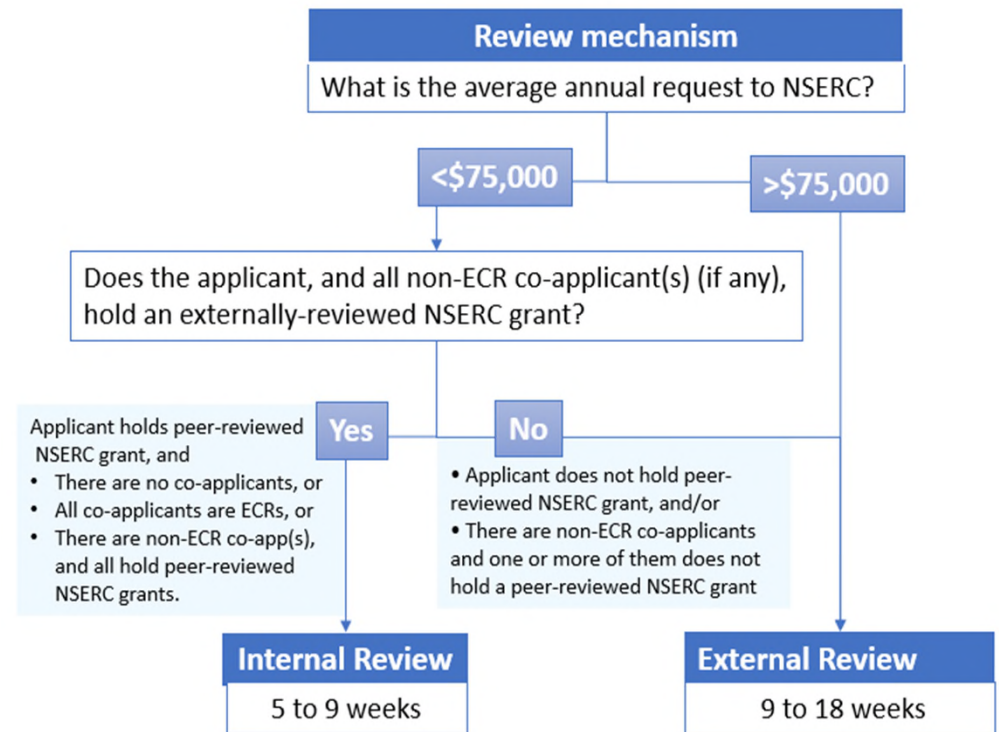 Review mechanism
What is the average annual request to NSERC?
<$75,000
>$75,000
Does the applicant, and all non-ECR co-applicant(s) (if any),
hold an externally-reviewed NSERC grant?
Yes
No
Applicant holds peer-reviewed
NSERC grant, and
• There are no co-applicants, or
• All co-applicants are ECRs, or
• There are non-ECR co-app(s),
and all hold peer-reviewed
NSERC grants.
• Applicant does not hold peer-
reviewed NSERC grant, and/or
• There are non-ECR co-applicants
and one or more of them does not
hold a peer-reviewed NSERC grant
Internal Review
5 to 9 weeks
External Review
9 to 18 weeks